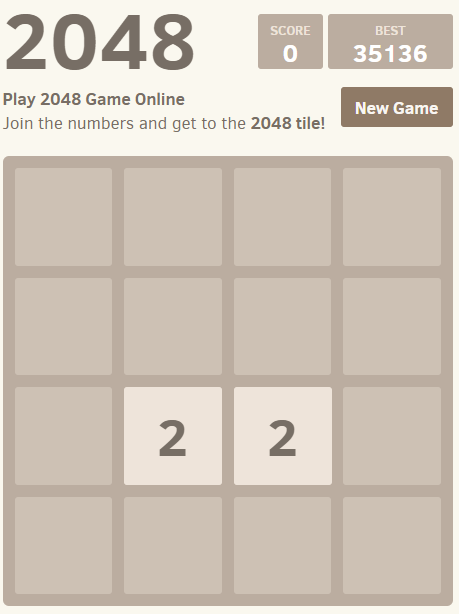 2048
SCORE
0
BEST
35136
Play 2048 Game Online
Join the numbers and get to the 2048 tile!
New Game
2 2